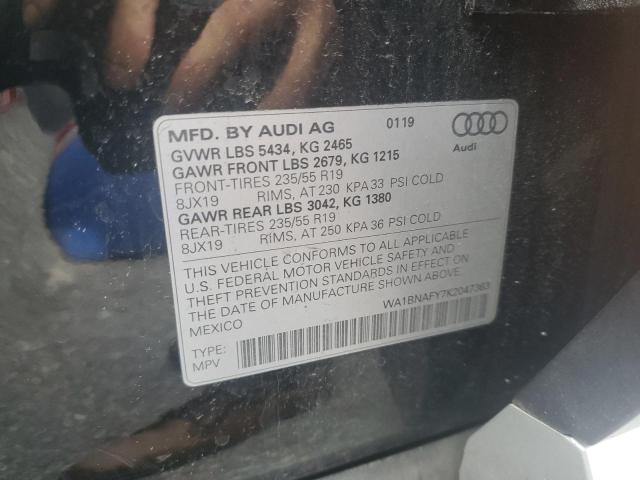 MFD. BY AUDI AG 0119
GVWR LBS 5434, KG 2465
GAWR FRONT LBS 2679, KG 1215
FRONT-TIRES 235/55 R19
8JX19 RIMS, AT 230 KPA 33 PSI COLD
GAWR REAR LBS 3042, KG 1380
REAR-TIRES 235/55 R19
8JX19 RIMS, AT 250 KPA 36 PSI COLD
Audi
THIS VEHICLE CONFORMS TO ALL APPLICABLE
U.S. FEDERAL MOTOR VEHICLE SAFETY AND
THEFT PREVENTION STANDARDS IN EFFECT ON
THE DATE OF MANUFACTURE SHOWN ABOVE.
MEXICO
WA1BNAFY7K2047363
TYPE:
MPV